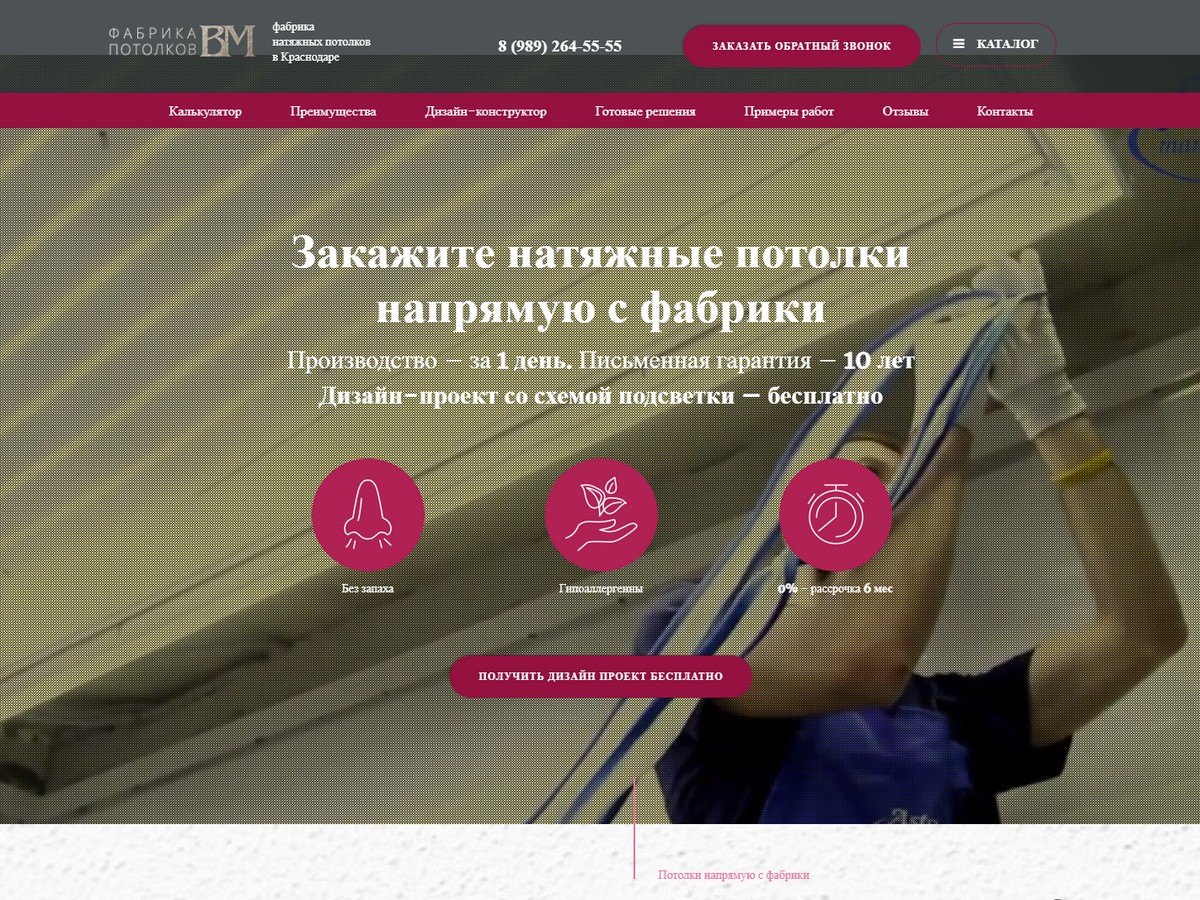 ФАБРИКА
ПОТОЛКОВ ВМ
фабрика
натяжных потолков
в Краснодаре
8 (989) 264-55-55
ЗАКАЗАТЬ ОБРАТНЫЙ ЗВОНОК
КАТАЛОГ
Калькулятор Преимущества Дизайн-конструктор Готовые решения Примеры работ Отзывы Контакты
Закажите натяжные потолки
напрямую с фабрики
Производство — за 1 день. Письменная гарантия — 10 лет
Дизайн-проект со схемой подсветки — бесплатно
Без запаха
Гипоаллергенны
0% – рассрочка 6 мес
ПОЛУЧИТЬ ДИЗАЙН ПРОЕКТ БЕСПЛАТНО
Потолки напрямую с фабрики